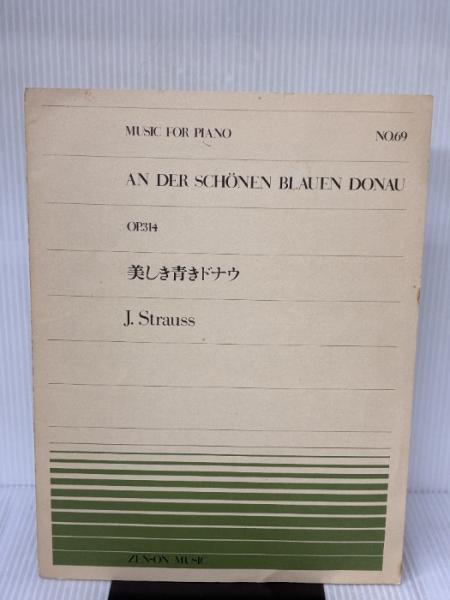 MUSIC FOR PIANO NO.69
AN DER SCHÖNEN BLAUEN DONAU
OP.314
美しき青きドナウ
J. Strauss
ZEN-ON MUSIC